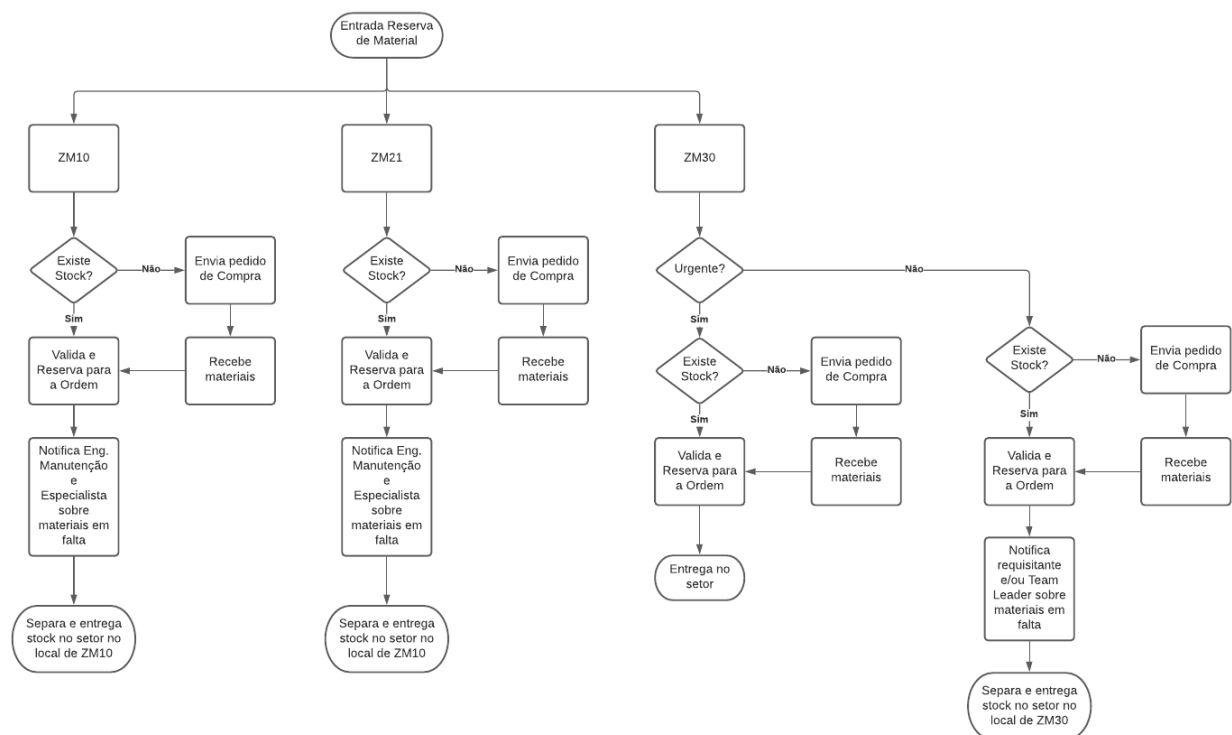 Entrada Reserva
de Material
ZM10
ZM21
ZM30
Existe
Stock?
Não
Envia pedido
de Compra
Sim
Valida e
Reserva para
a Ordem
Recebe
materiais
Notifica Eng.
Manutenção
e
Especialista
sobre
materiais em
falta
Separa e entrega
stock no setor no
local de ZM10
Existe
Stock?
Não
Envia pedido
de Compra
Sim
Valida e
Reserva para
a Ordem
Recebe
materiais
Notifica Eng.
Manutenção
e
Especialista
sobre
materiais em
falta
Separa e entrega
stock no setor no
local de ZM10
Urgente?
Não
Sim
Existe
Stock?
Não
Envia pedido
de Compra
Sim
Valida e
Reserva para
a Ordem
Recebe
materiais
Entrega no
setor
Existe
Stock?
Não
Envia pedido
de Compra
Sim
Valida e
Reserva para
a Ordem
Recebe
materiais
Notifica
requisitante
e/ou Team
Leader sobre
materiais em
falta
Separa e entrega
stock no setor no
local de ZM30